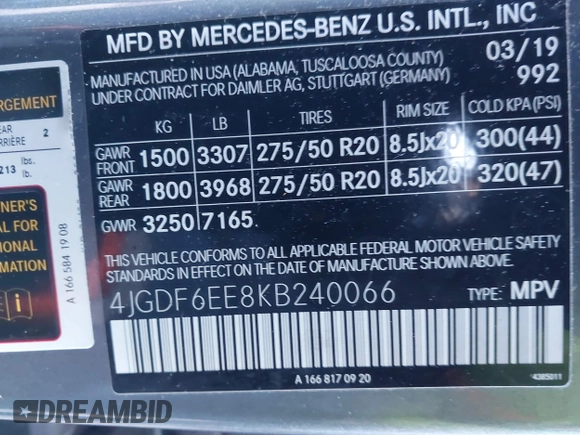 MFD BY MERCEDES-BENZ U.S. INTL., INC
MANUFACTURED IN USA (ALABAMA, TUSCALOOSA COUNTY) 03/19
UNDER CONTRACT FOR DAIMLER AG, STUTTGART (GERMANY) 992
KG LB TIRES RIM SIZE COLD KPA (PSI)
GAWR FRONT 1500 3307 275/50 R20 8.5Jx20 300(44)
GAWR REAR 1800 3968 275/50 R20 8.5Jx20 320(47)
GVWR 3250 7165
THIS VEHICLE CONFORMS TO ALL APPLICABLE FEDERAL MOTOR VEHICLE SAFETY
STANDARDS IN EFFECT ON THE DATE OF MANUFACTURE SHOWN ABOVE.
4JGDF6EE8KB240066 TYPE: MPV
A 166 817 09 20
4385011
ARGEMENT
EAR
RRIÈRE 2
213 lbs.
lb.
NER'S
AL FOR
IONAL
MATION
A 166 584 19 08
DREAMBID